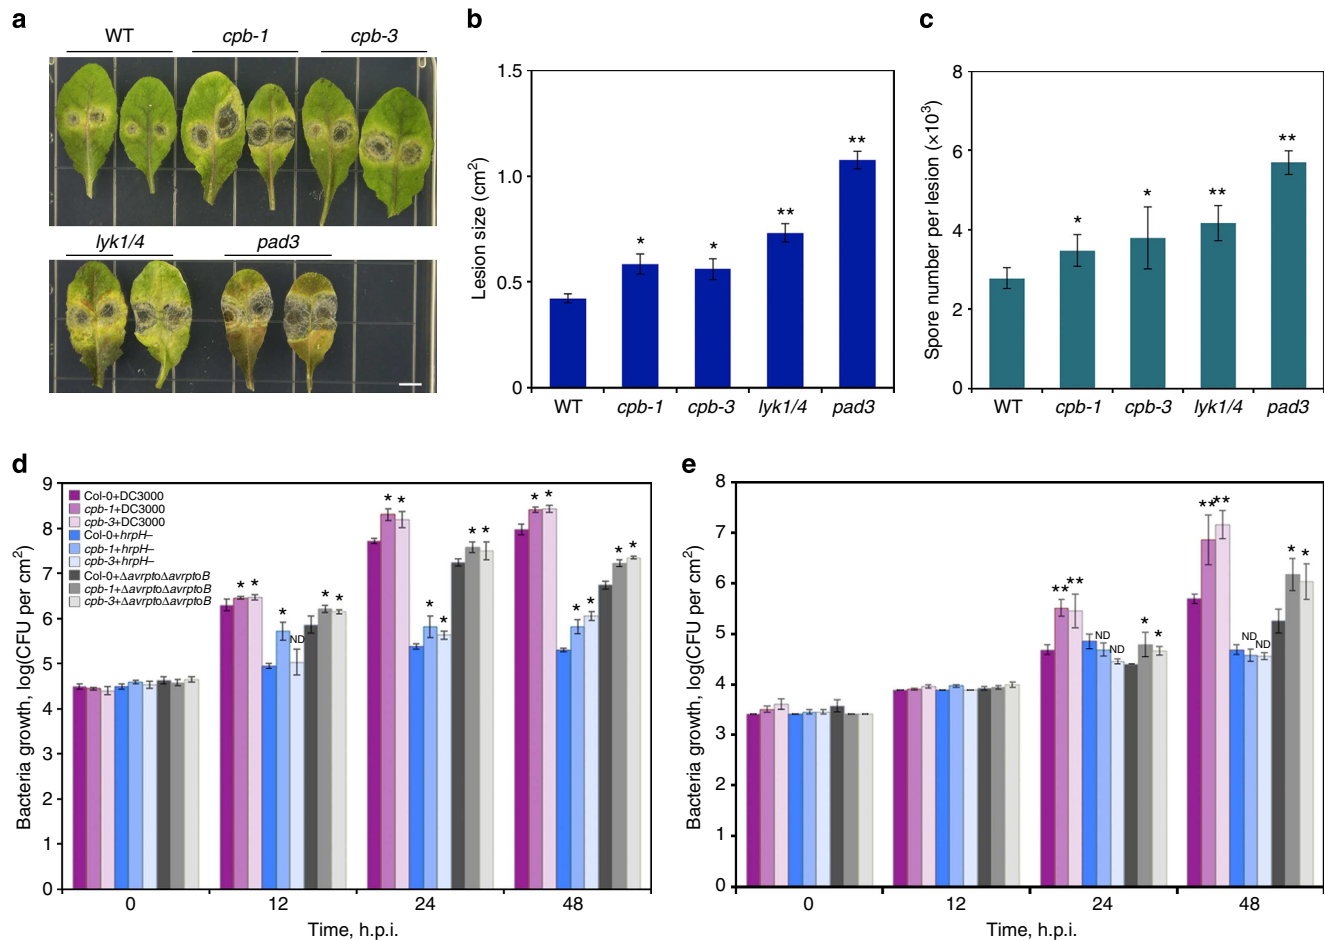 a
WT
cpb-1
cpb-3
lyk1/4
pad3
b
Lesion size (cm²)
1.5
1.0
0.5
0
*
*
**
**
WT
cpb-1
cpb-3
lyk1/4
pad3
c
Spore number per lesion (×10³)
8
6
4
2
0
*
*
**
**
WT
cpb-1
cpb-3
lyk1/4
pad3
d
Bacteria growth, log(CFU per cm²)
9
8
7
6
5
4
3
2
1
0
Col-0+DC3000
cpb-1+DC3000
cpb-3+DC3000
Col-0+hrpH–
cpb-1+hrpH–
cpb-3+hrpH–
Col-0+ΔavrptoΔavrptoB
cpb-1+ΔavrptoΔavrptoB
cpb-3+ΔavrptoΔavrptoB
* * * ND * *
* * * * * *
* * * * * *
0 12 24 48
Time, h.p.i.
e
Bacteria growth, log(CFU per cm²)
8
7
6
5
4
3
2
1
0
** ** ND ND * *
** ** ND ND * *
0 12 24 48
Time, h.p.i.